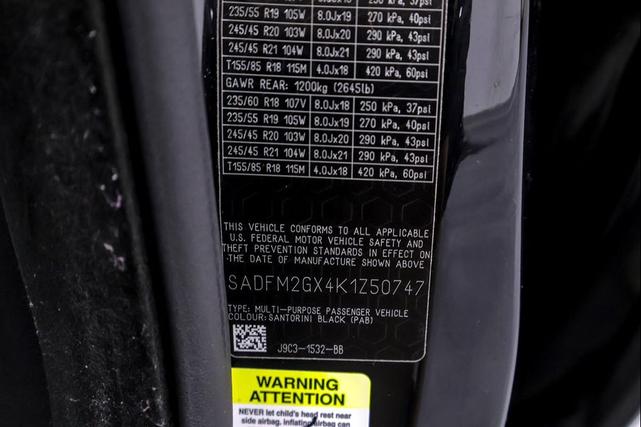 235/55 R19 105W 8.0Jx19 270 kPa, 40psi
245/45 R20 103W 8.0Jx20 290 kPa, 43psi
245/45 R21 104W 8.0Jx21 290 kPa, 43psi
T155/85 R18 115M 4.0Jx18 420 kPa, 60psi
GAWR REAR: 1200kg (2645lb)
235/60 R18 107V 8.0Jx18 250 kPa, 37psi
235/55 R19 105W 8.0Jx19 270 kPa, 40psi
245/45 R20 103W 8.0Jx20 290 kPa, 43psi
245/45 R21 104W 8.0Jx21 290 kPa, 43psi
T155/85 R18 115M 4.0Jx18 420 kPa, 60psi
THIS VEHICLE CONFORMS TO ALL APPLICABLE
U.S. FEDERAL MOTOR VEHICLE SAFETY AND
THEFT PREVENTION STANDARDS IN EFFECT ON
THE DATE OF MANUFACTURE SHOWN ABOVE
SADFM2GX4K1Z50747
TYPE: MULTI-PURPOSE PASSENGER VEHICLE
COLOUR: SANTORINI BLACK (PAB)
J9C3-1532-BB
WARNING
ATTENTION
NEVER let child's head rest near
side airbag, inflating airbag can